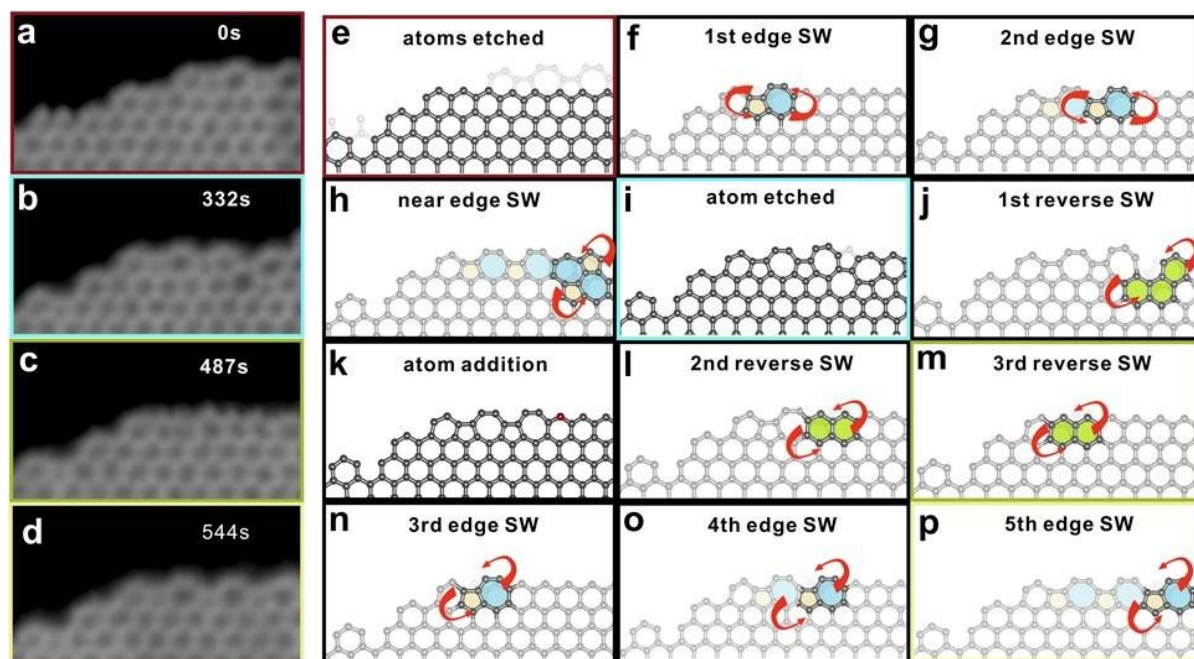 a
0s
e
atoms etched
f
1st edge SW
g
2nd edge SW
b
332s
h
near edge SW
i
atom etched
j
1st reverse SW
c
487s
k
atom addition
l
2nd reverse SW
m
3rd reverse SW
d
544s
n
3rd edge SW
o
4th edge SW
p
5th edge SW